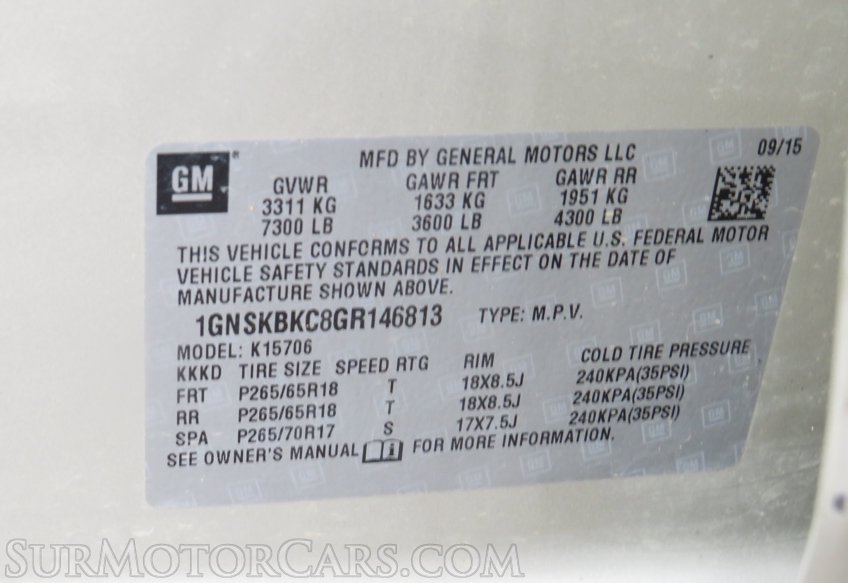 GM
MFD BY GENERAL MOTORS LLC 09/15
GVWR GAWR FRT GAWR RR
3311 KG 1633 KG 1951 KG
7300 LB 3600 LB 4300 LB
THIS VEHICLE CONFORMS TO ALL APPLICABLE U.S. FEDERAL MOTOR
VEHICLE SAFETY STANDARDS IN EFFECT ON THE DATE OF
MANUFACTURE SHOWN ABOVE.
1GNSKBKC8GR146813 TYPE: M.P.V.
MODEL: K15706
KKKD TIRE SIZE SPEED RTG RIM COLD TIRE PRESSURE
FRT P265/65R18 T 18X8.5J 240KPA(35PSI)
RR P265/65R18 T 18X8.5J 240KPA(35PSI)
SPA P265/70R17 S 17X7.5J 240KPA(35PSI)
SEE OWNER'S MANUAL FOR MORE INFORMATION.
SURMOTORCARS.COM